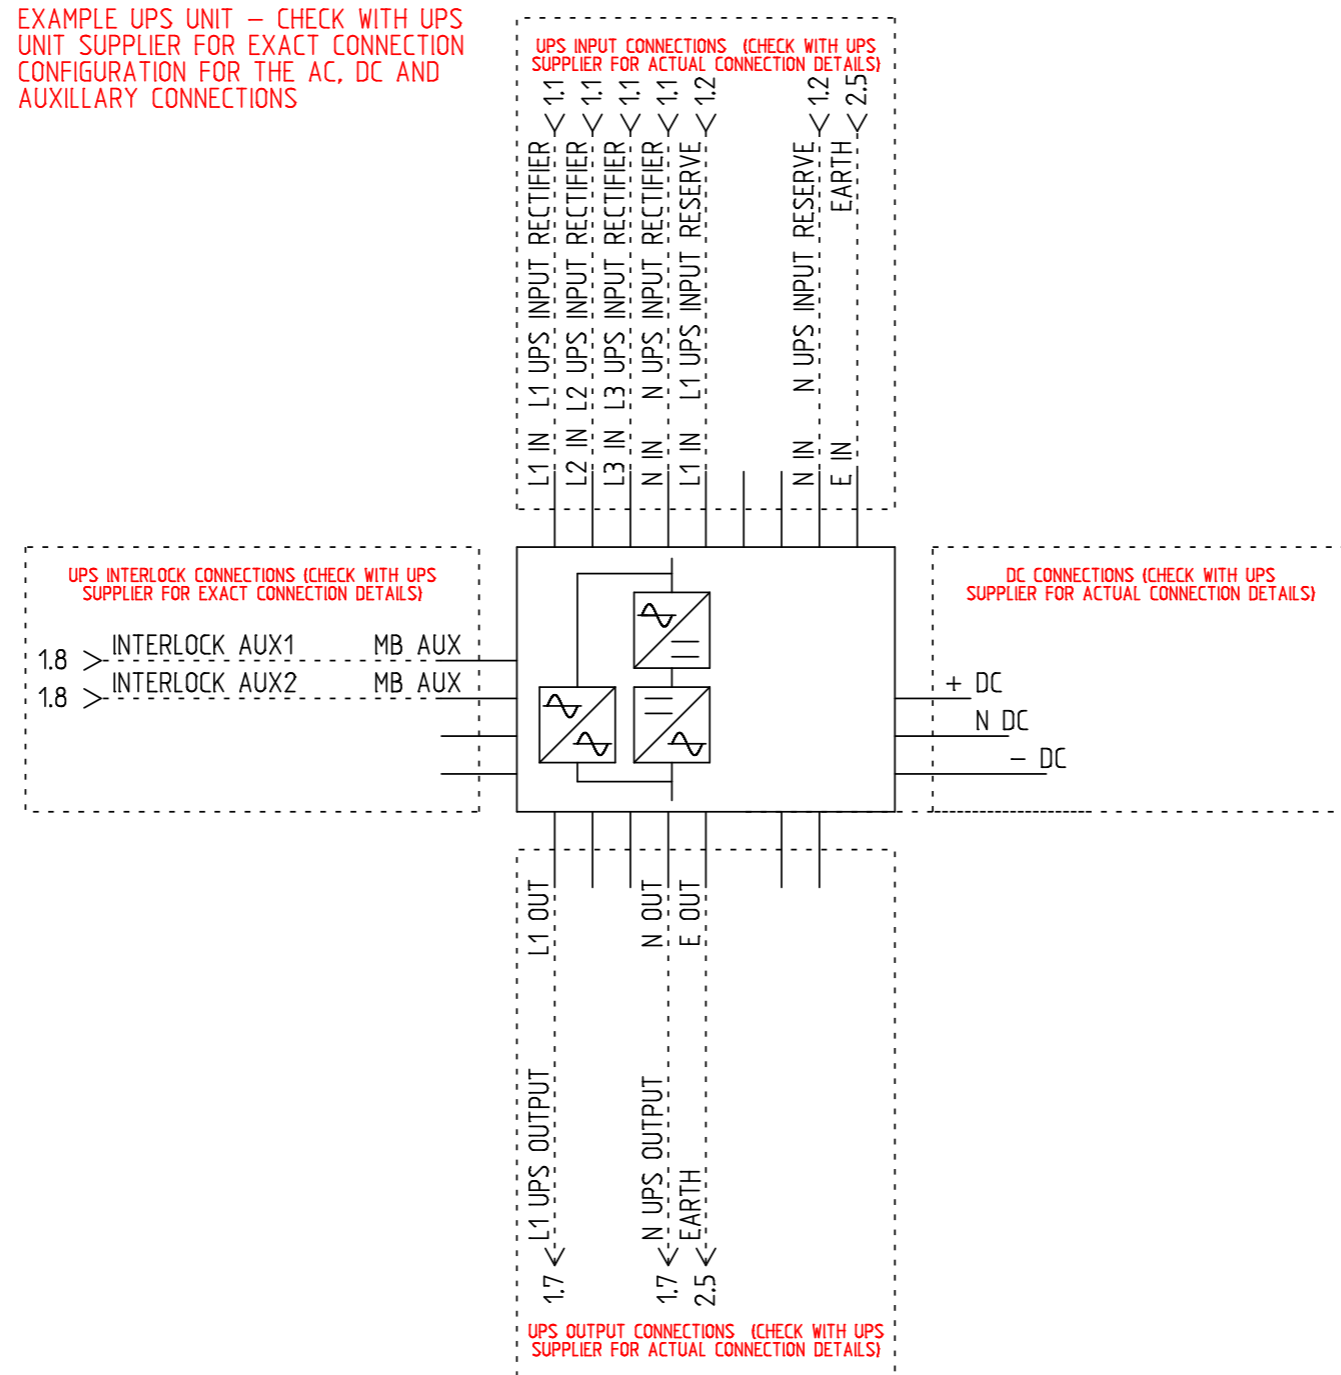 EXAMPLE UPS UNIT – CHECK WITH UPS
UNIT SUPPLIER FOR EXACT CONNECTION
CONFIGURATION FOR THE AC, DC AND
AUXILLARY CONNECTIONS
UPS INPUT CONNECTIONS (CHECK WITH UPS
SUPPLIER FOR ACTUAL CONNECTION DETAILS)
L1 IN L1 UPS INPUT RECTIFIER 1.1
L2 IN L2 UPS INPUT RECTIFIER 1.1
L3 IN L3 UPS INPUT RECTIFIER 1.1
N IN N UPS INPUT RECTIFIER 1.1
L1 IN L1 UPS INPUT RESERVE 1.2
N IN N UPS INPUT RESERVE 1.2
E IN EARTH 2.5
UPS INTERLOCK CONNECTIONS (CHECK WITH UPS
SUPPLIER FOR EXACT CONNECTION DETAILS)
1.8 INTERLOCK AUX1 MB AUX
1.8 INTERLOCK AUX2 MB AUX
DC CONNECTIONS (CHECK WITH UPS
SUPPLIER FOR ACTUAL CONNECTION DETAILS)
+ DC
N DC
– DC
1.7 L1 UPS OUTPUT L1 OUT
1.7 N UPS OUTPUT N OUT
2.5 EARTH E OUT
UPS OUTPUT CONNECTIONS (CHECK WITH UPS
SUPPLIER FOR ACTUAL CONNECTION DETAILS)